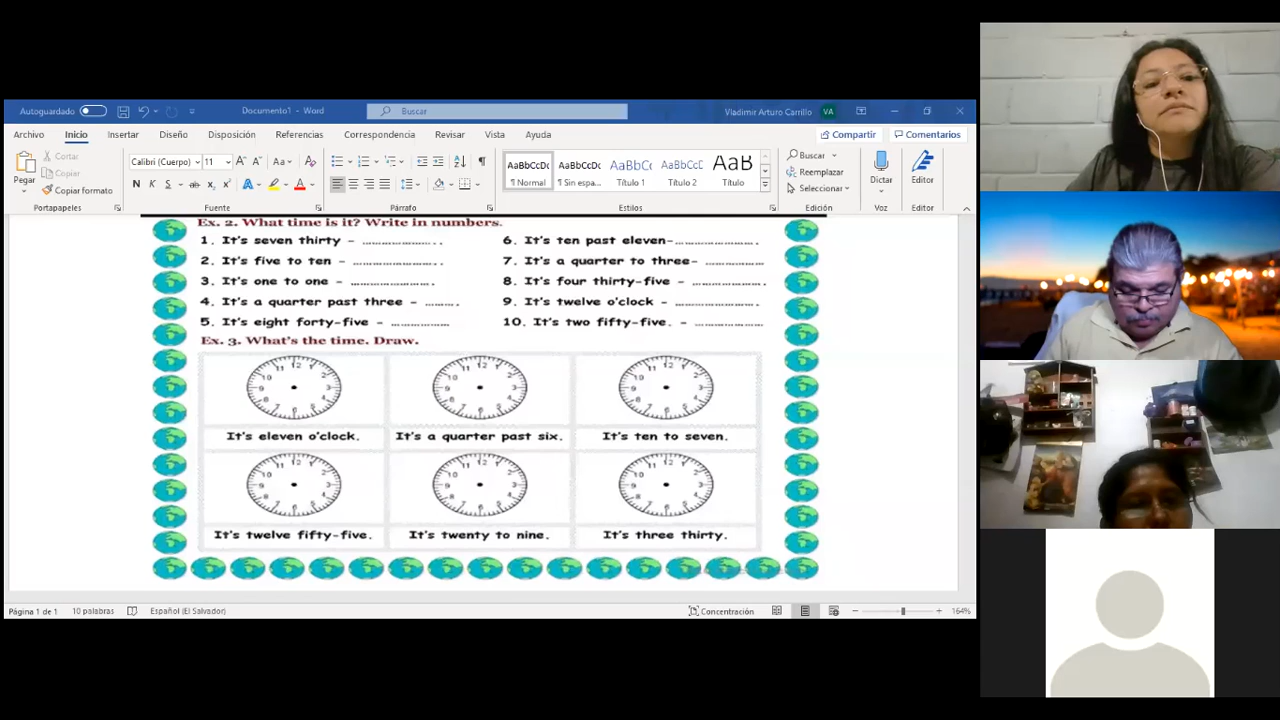 Autoguardado
Documento1 - Word
Buscar
Vladimir Arturo Carrillo
VA
Archivo Inicio Insertar Diseño Disposición Referencias Correspondencia Revisar Vista Ayuda
Compartir Comentarios
Pegar
Cortar
Copiar
Copiar formato
Portapapeles
Calibri (Cuerpo) 11
Fuente
Párrafo
AaBbCcDc AaBbCcDc AaBbCc AaBbCcD AaB
¶ Normal ¶ Sin espa... Título 1 Título 2 Título
Estilos
Buscar
Reemplazar
Seleccionar
Edición
Dictar
Voz
Editor
Editor
Ex. 2. What time is it? Write in numbers.
1. It's seven thirty - ....................
2. It's five to ten - ....................
3. It's one to one - ....................
4. It's a quarter past three - ........
5. It's eight forty-five - ..............
6. It's ten past eleven-....................
7. It's a quarter to three- ..............
8. It's four thirty-five - .................
9. It's twelve o'clock - ...................
10. It's two fifty-five. - .................
Ex. 3. What's the time. Draw.
It's eleven o'clock. It's a quarter past six. It's ten to seven.
It's twelve fifty-five. It's twenty to nine. It's three thirty.
Página 1 de 1 10 palabras Español (El Salvador) Concentración 164%